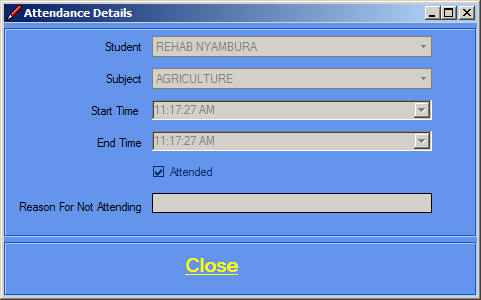 Attendance Details
Student REHAB NYAMBURA
Subject AGRICULTURE
Start Time 11:17:27 AM
End Time 11:17:27 AM
Attended
Reason For Not Attending
Close